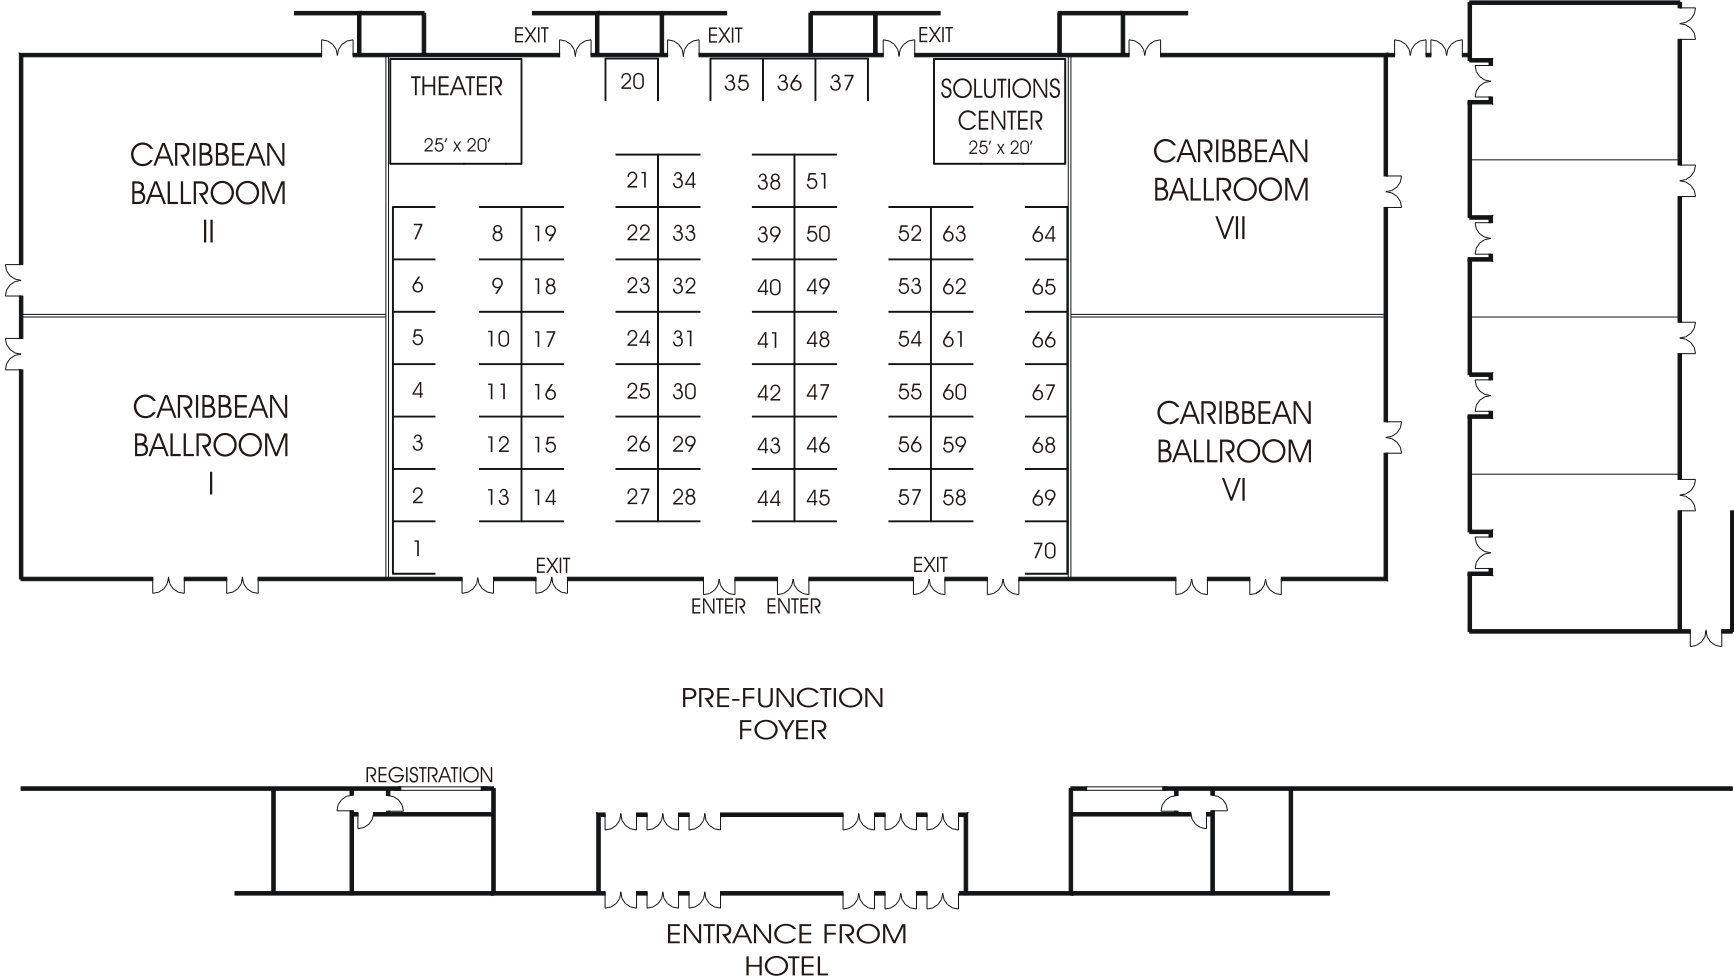 EXIT
EXIT
EXIT
THEATER
25' x 20'
20
35 36 37
SOLUTIONS
CENTER
25' x 20'
CARIBBEAN
BALLROOM
II
CARIBBEAN
BALLROOM
VII
21 34 38 51
7 8 19 22 33 39 50 52 63 64
6 9 18 23 32 40 49 53 62 65
5 10 17 24 31 41 48 54 61 66
4 11 16 25 30 42 47 55 60 67
3 12 15 26 29 43 46 56 59 68
2 13 14 27 28 44 45 57 58 69
1 70
CARIBBEAN
BALLROOM
I
CARIBBEAN
BALLROOM
VI
EXIT
EXIT
ENTER ENTER
PRE-FUNCTION
FOYER
REGISTRATION
ENTRANCE FROM
HOTEL